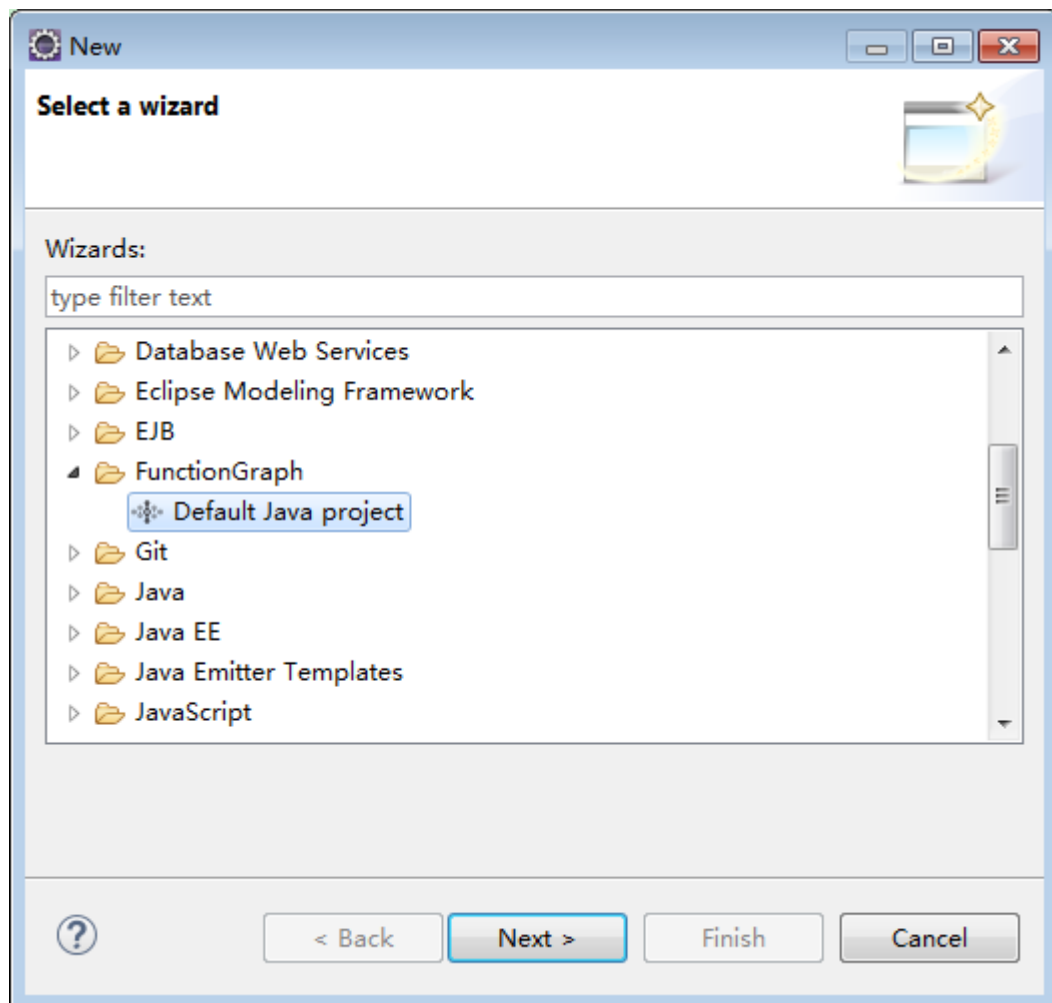 New
Select a wizard
Wizards:
type filter text
Database Web Services
Eclipse Modeling Framework
EJB
FunctionGraph
Default Java project
Git
Java
Java EE
Java Emitter Templates
JavaScript
? < Back Next > Finish Cancel